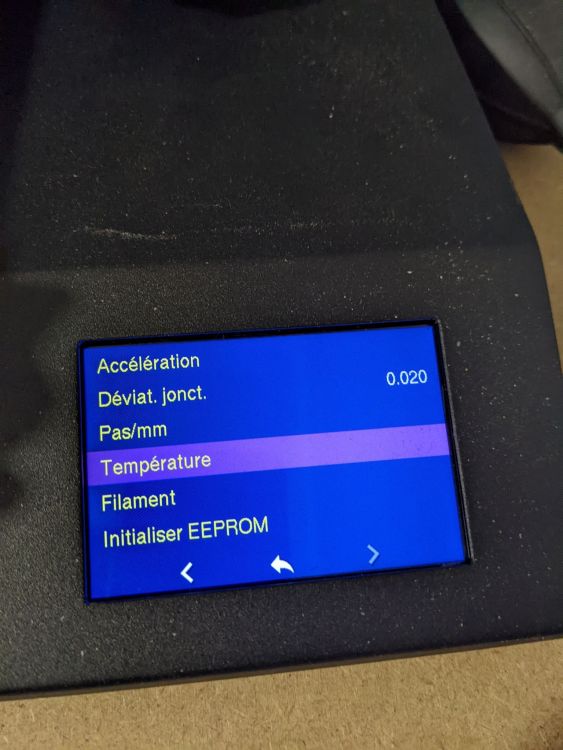 Accélération
Déviat. jonct. 0.020
Pas/mm
Température
Filament
Initialiser EEPROM